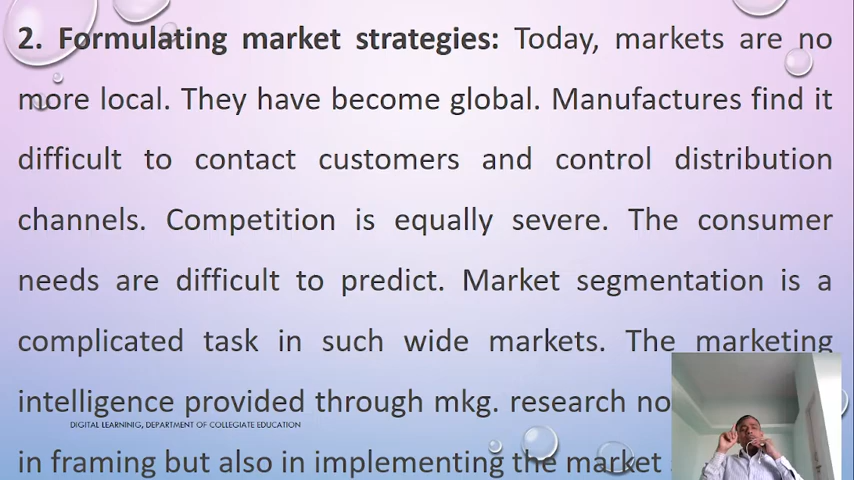 2. Formulating market strategies: Today, markets are no
more local. They have become global. Manufactures find it
difficult to contact customers and control distribution
channels. Competition is equally severe. The consumer
needs are difficult to predict. Market segmentation is a
complicated task in such wide markets. The marketing
intelligence provided through mkg. research no
DIGITAL LEARNINIG, DEPARTMENT OF COLLEGIATE EDUCATION
in framing but also in implementing the market